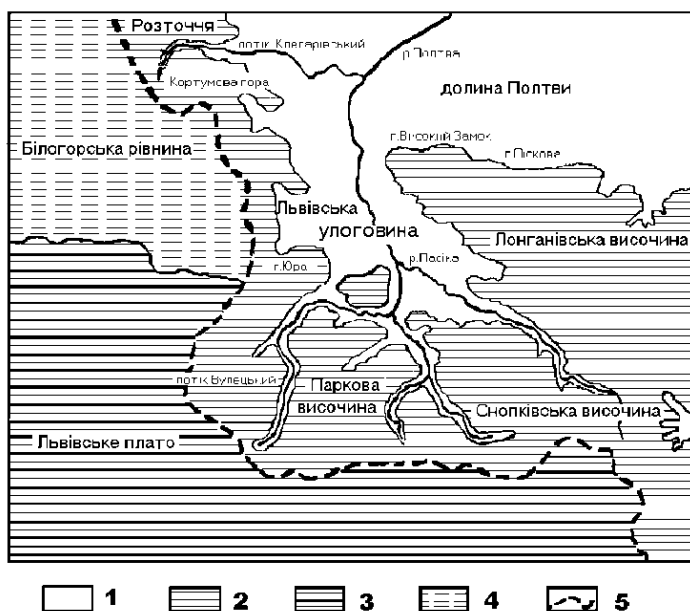 Розточчя
потік Клепарівський
р.Полтва
Кортумова гора
долина Полтви
г.Високий Замок
г.Піскова
Білогорська рівнина
Львівська
улоговина
Лонганівська височина
г.Юра
р.Пасіка
потік Вулецький
Паркова
височина
Снопківська височина
Львівське плато
1 2 3 4 5